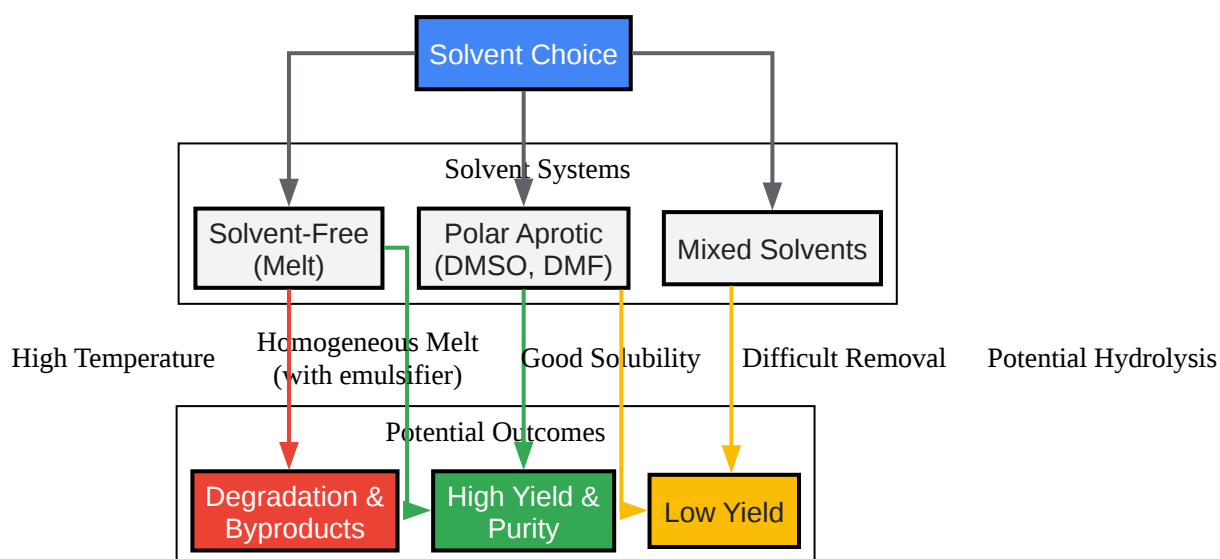 Solvent Choice
Solvent Systems
Solvent-Free
(Melt)
Polar Aprotic
(DMSO, DMF)
Mixed Solvents
High Temperature
Homogeneous Melt
(with emulsifier)
Good Solubility
Difficult Removal
Potential Hydrolysis
Potential Outcomes
Degradation &
Byproducts
High Yield &
Purity
Low Yield